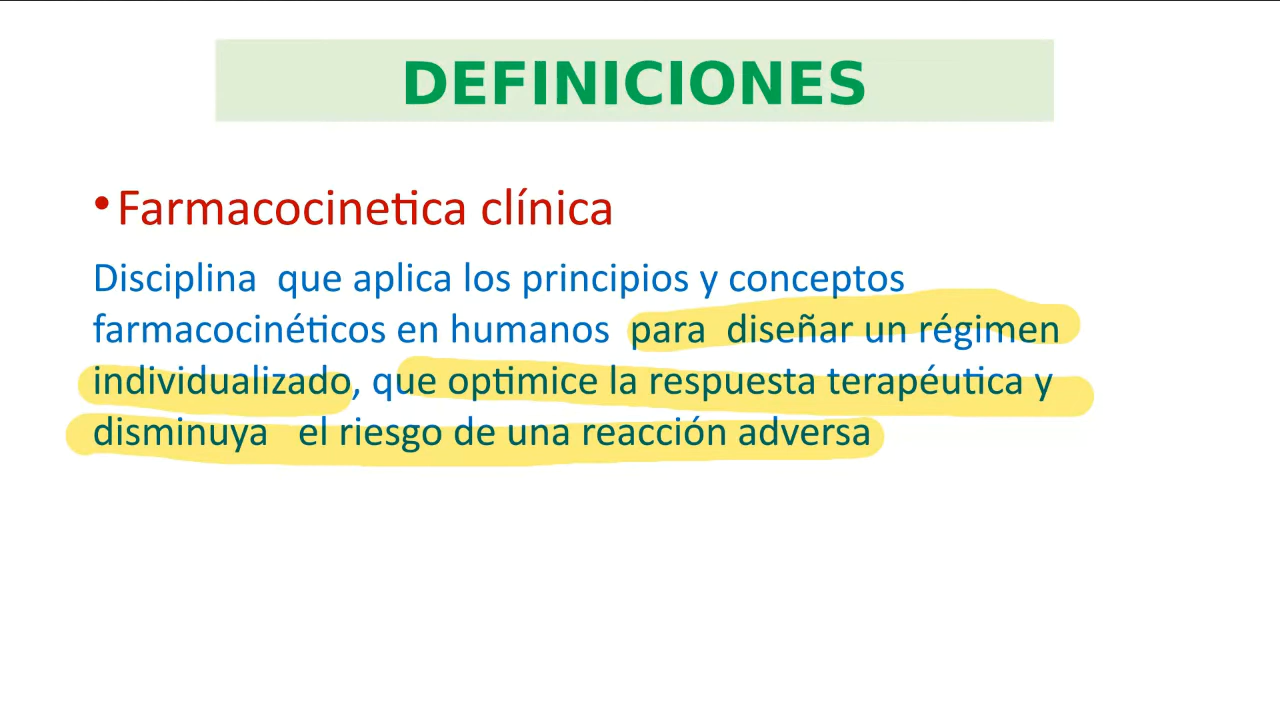 DEFINICIONES
•Farmacocinetica clínica
Disciplina  que aplica los principios y conceptos
farmacocinéticos en humanos  para  diseñar un régimen
individualizado, que optimice la respuesta terapéutica y
disminuya   el riesgo de una reacción adversa